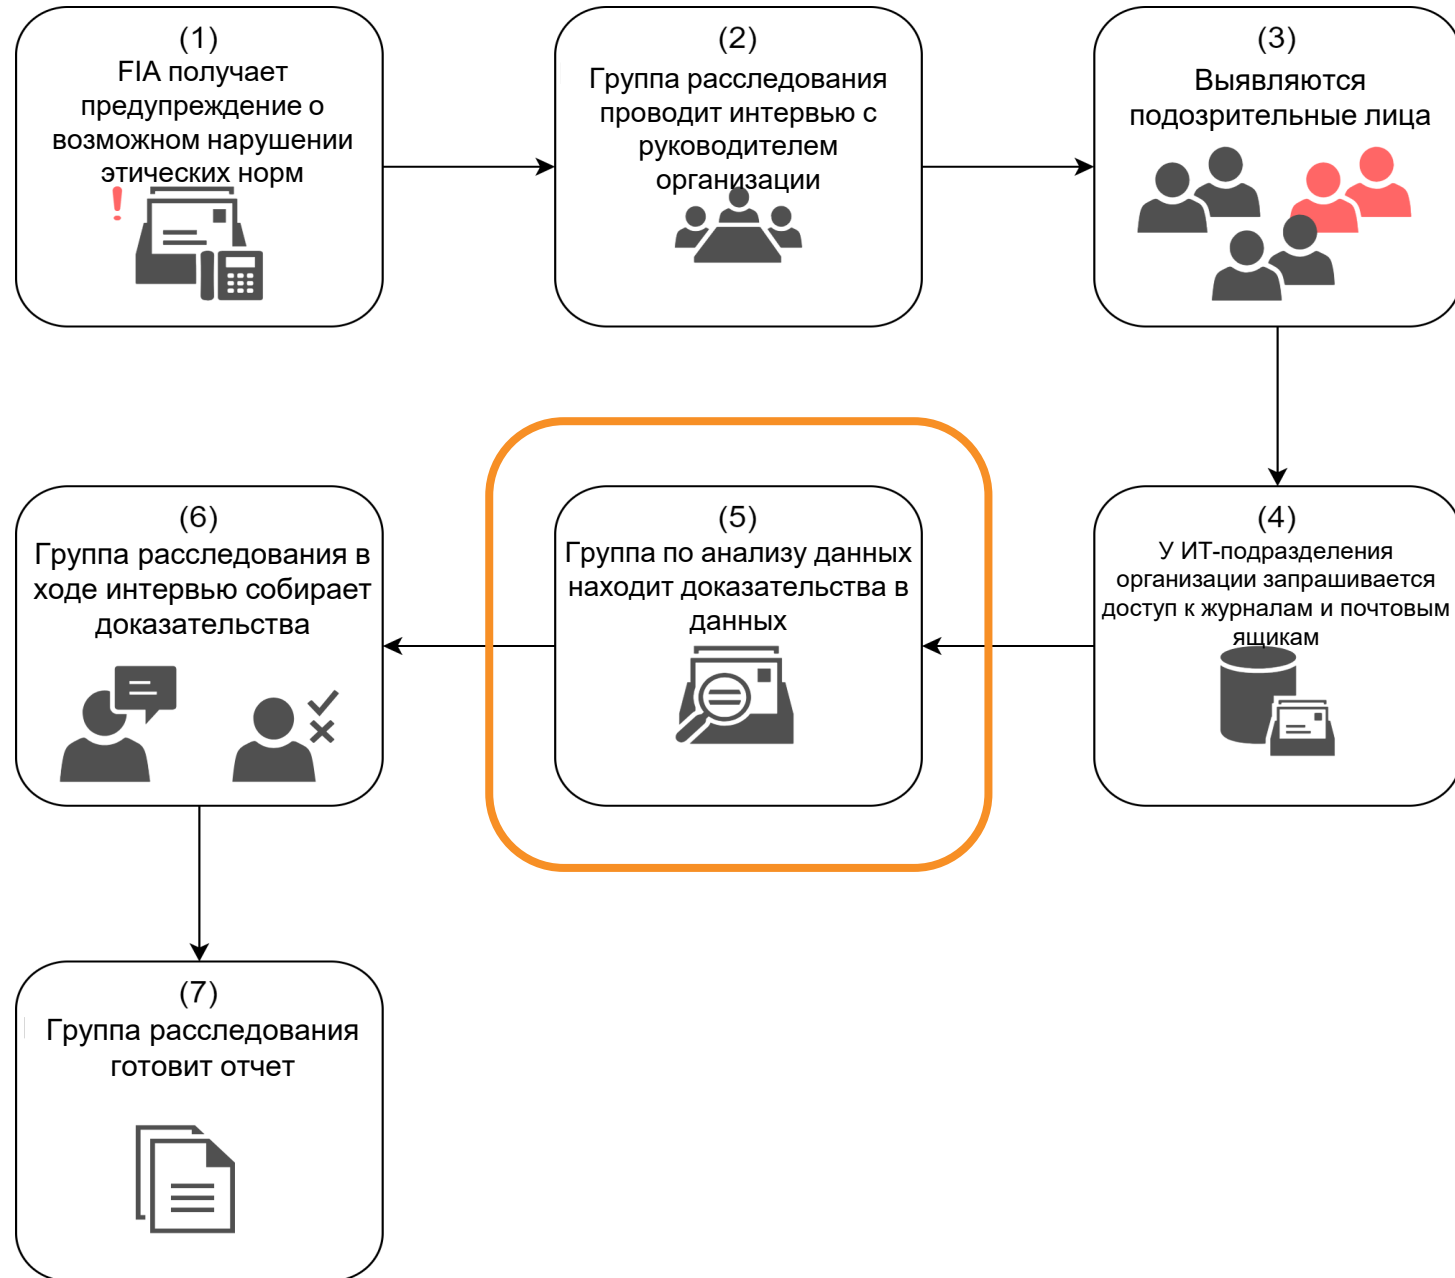 (1)
FIA получает
предупреждение о
возможном нарушении
этических норм
(2)
Группа расследования
проводит интервью с
руководителем
организации
(3)
Выявляются
подозрительные лица
(4)
У ИТ-подразделения
организации запрашивается
доступ к журналам и почтовым
ящикам
(5)
Группа по анализу данных
находит доказательства в
данных
(6)
Группа расследования в
ходе интервью собирает
доказательства
(7)
Группа расследования
готовит отчет